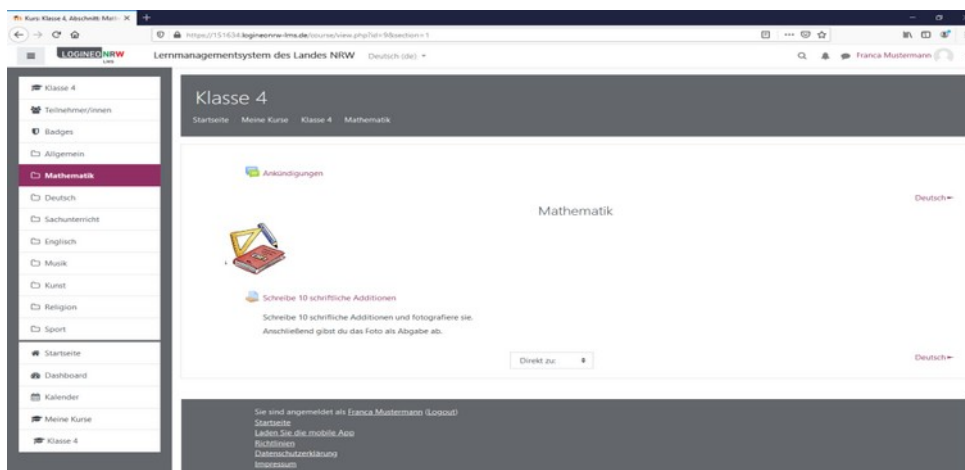 Kurs: Klasse 4, Abschnitt: Math
https://151634.logineonrw-lms.de/course/view.php?id=9&section=1
LOGINEO NRW
LMS
Lernmanagementsystem des Landes NRW
Deutsch (de)
Franca Mustermann
Klasse 4
Teilnehmer/innen
Badges
Allgemein
Mathematik
Deutsch
Sachunterricht
Englisch
Musik
Kunst
Religion
Sport
Startseite
Dashboard
Kalender
Meine Kurse
Klasse 4
Klasse 4
Startseite Meine Kurse Klasse 4 Mathematik
Ankündigungen
Deutsch
Mathematik
Schreibe 10 schriftliche Additionen
Schreibe 10 schriftliche Additionen und fotografiere sie.
Anschließend gibst du das Foto als Abgabe ab.
Direkt zu:
Deutsch
Sie sind angemeldet als Franca Mustermann (Logout)
Startseite
Laden Sie die mobile App
Richtlinien
Datenschutzerklärung
Impressum